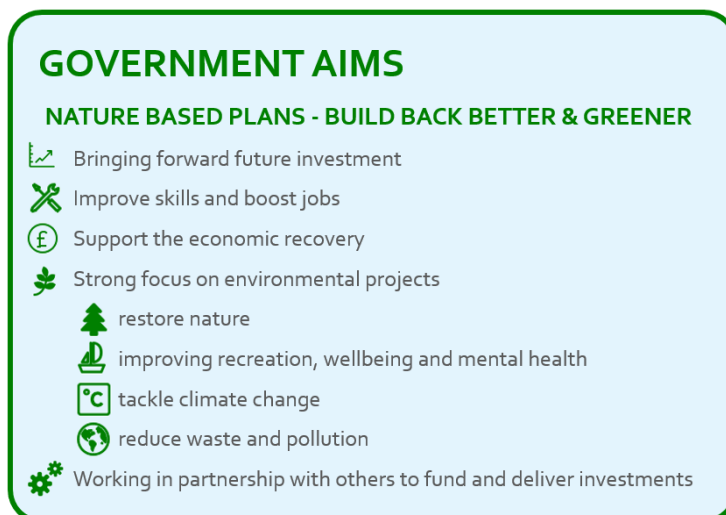 GOVERNMENT AIMS
NATURE BASED PLANS - BUILD BACK BETTER & GREENER
Bringing forward future investment
Improve skills and boost jobs
£ Support the economic recovery
Strong focus on environmental projects
restore nature
improving recreation, wellbeing and mental health
°C tackle climate change
reduce waste and pollution
Working in partnership with others to fund and deliver investments